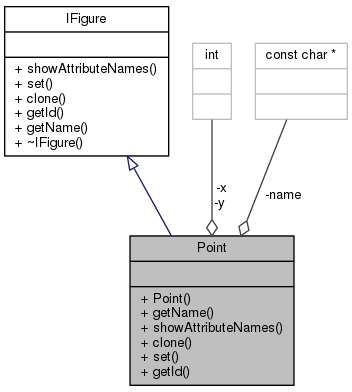 IFigure
+ showAttributeNames()
+ set()
+ clone()
+ getId()
+ getName()
+ ~IFigure()
int
const char *
-x
-y
-name
Point
+ Point()
+ getName()
+ showAttributeNames()
+ clone()
+ set()
+ getId()